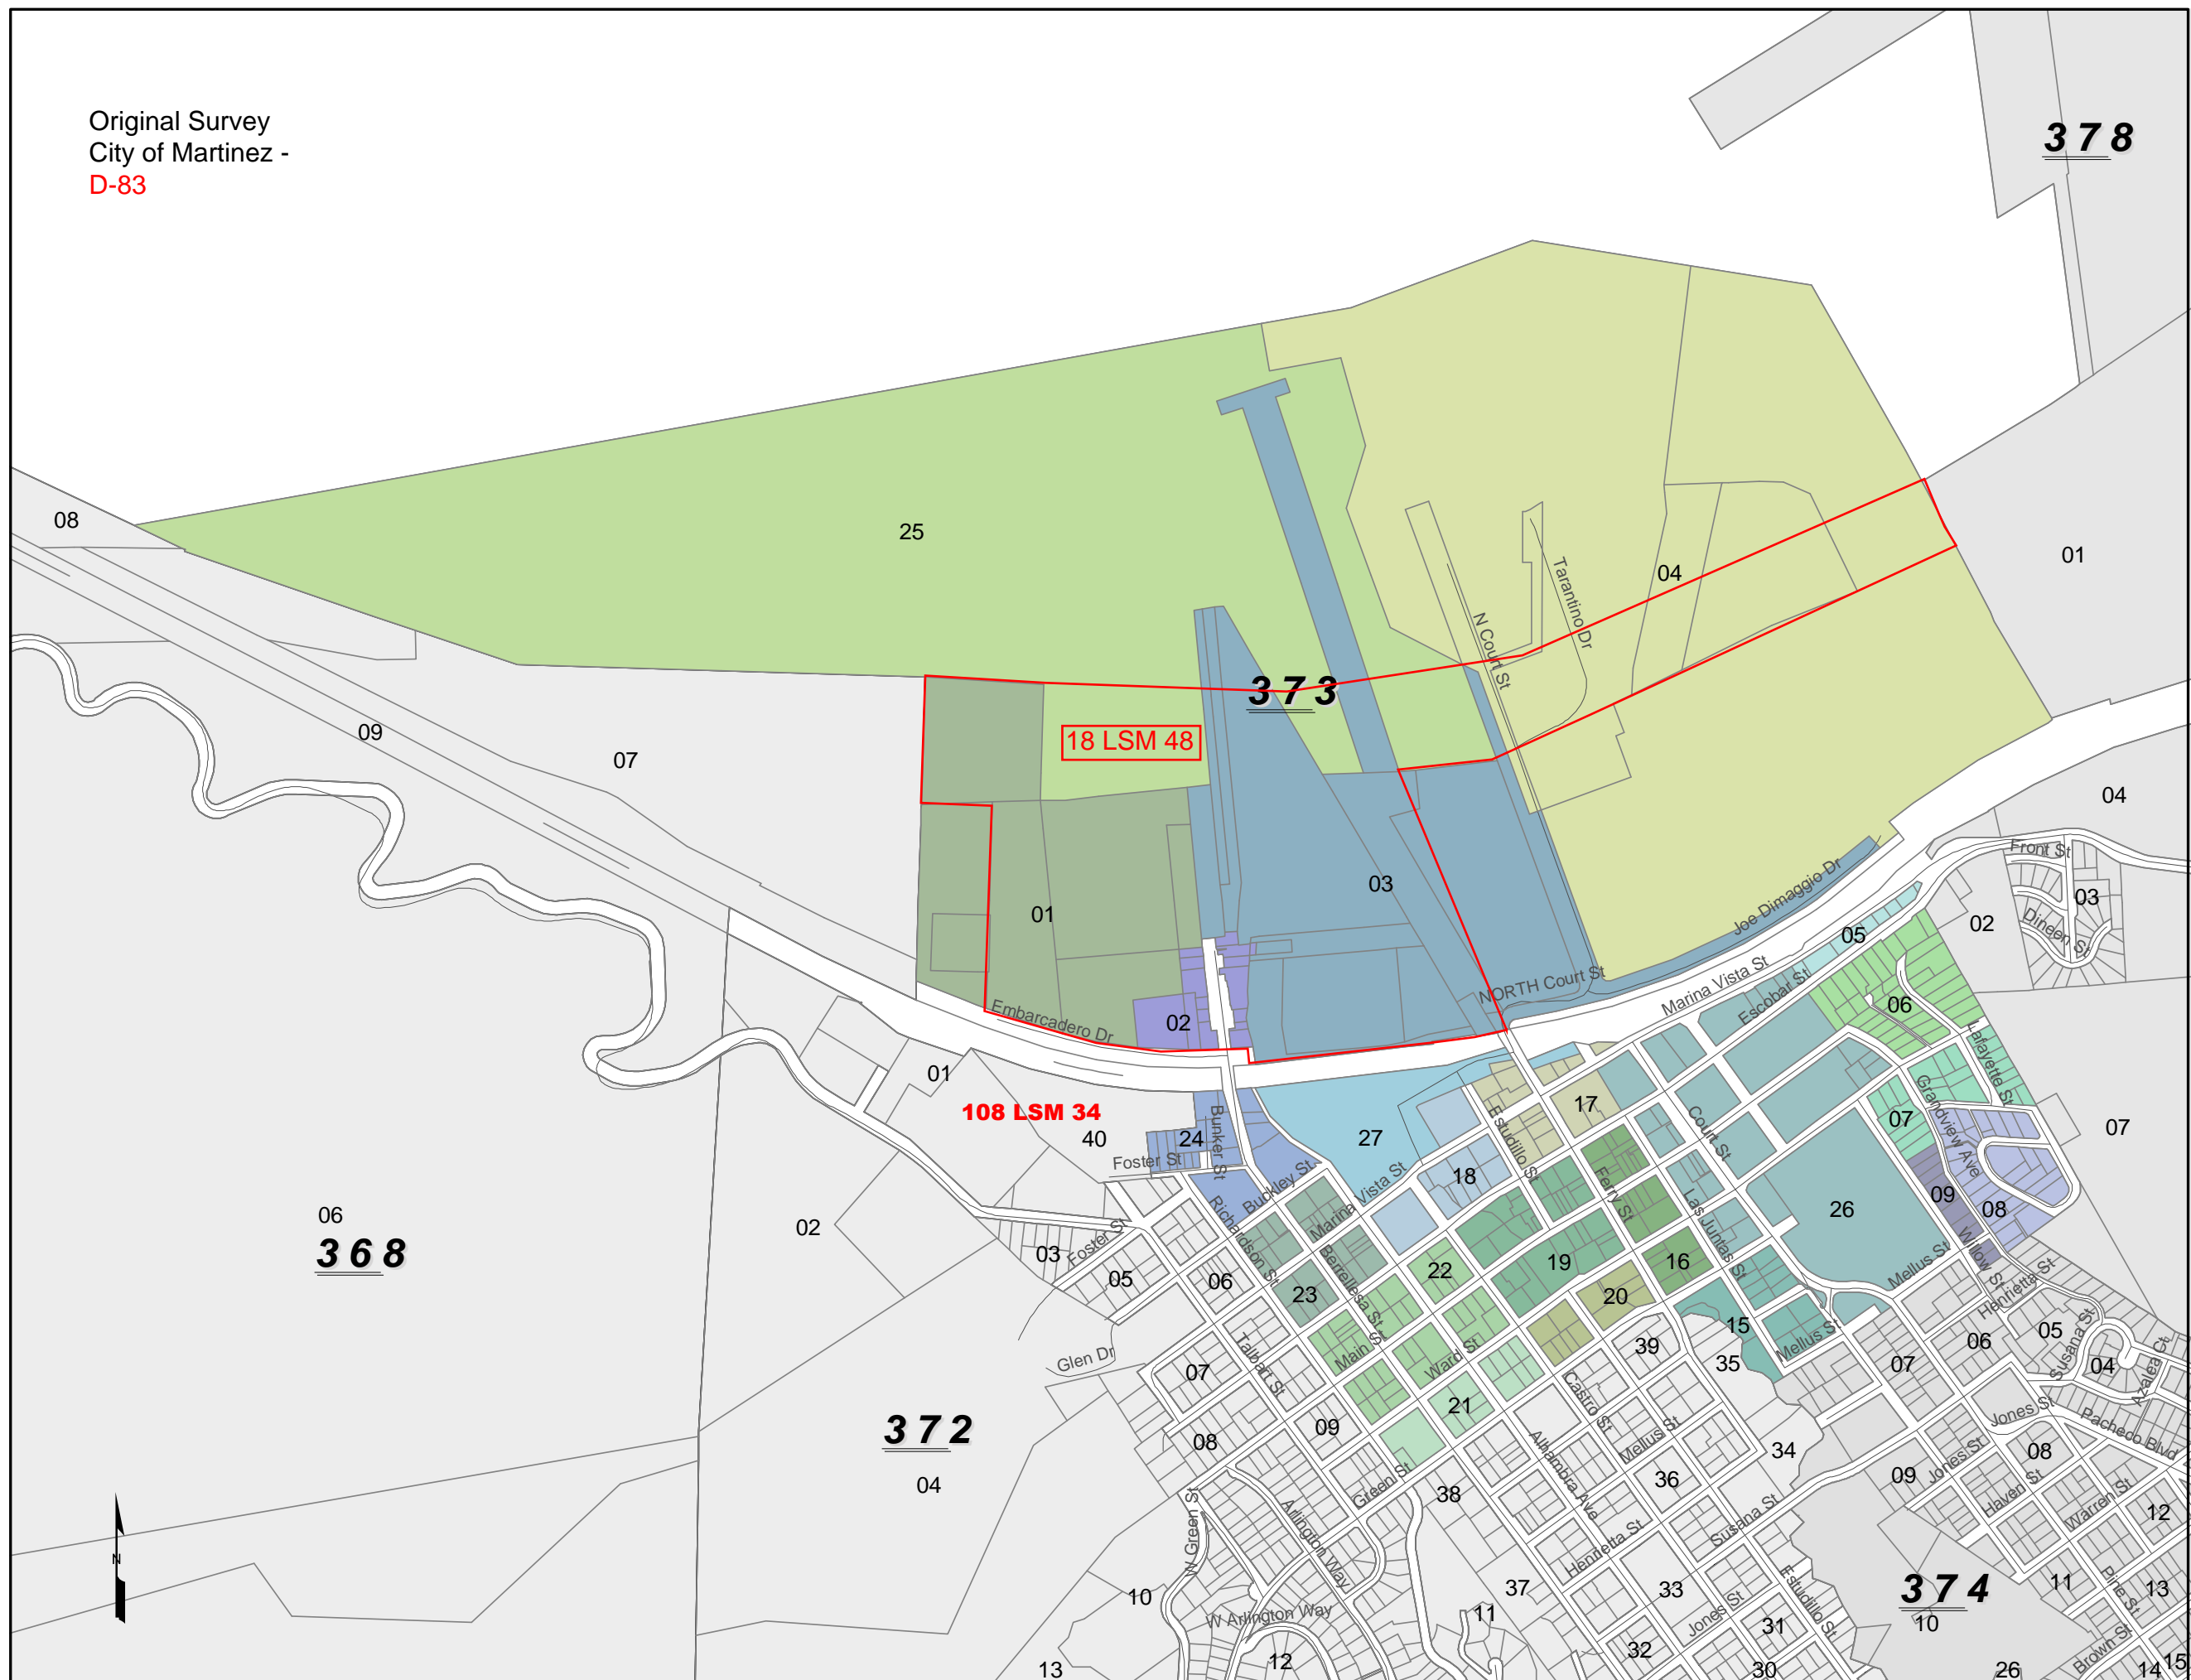 Original Survey
City of Martinez -
D-83
378
08
25
04
01
Tarantino Dr
N Court St
373
18 LSM 48
09
07
04
03
01
Front St
03
02
Dineen St
Joe Dimaggio Dr
05
NORTH Court St
Marina Vista St
Escobar St
06
Embarcadero Dr
02
Lafayette St
01
108 LSM 34
40
24
Bunker St
27
17
Court St
Grandview Ave
07
07
Foster St
Buckley St
Marina Vista St
18
Estudillo St
Ferry St
Las Juntas St
26
09
08
06
368
02
03
Foster St
05
06
Richardson St
23
Berrellesa St
22
19
16
20
15
Mellus St
Willow St
Henrietta St
Glen Dr
Talbart St
Main St
Ward St
39
35
Mellus St
07
06
05
Susana St
04
Azalea Ct
07
372
04
08
09
21
Castro St
Mellus St
34
Jones St
Pacheco Blvd
Green St
38
Alhambra Ave
36
09
Jones St
08
Haven St
Warren St
12
W Green St
Arlington Way
Henrietta St
Susana St
N
10
W Arlington Way
11
37
33
Jones St
Estudillo St
374
10
11
Pine St
13
13
12
32
31
30
26
Brown St
14
15